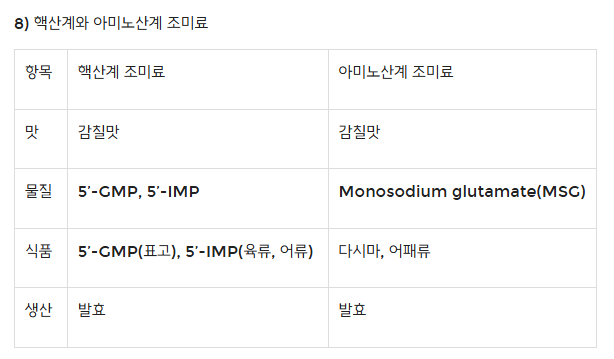 8) 핵산계와 아미노산계 조미료
항목 핵산계 조미료 아미노산계 조미료
맛 감칠맛 감칠맛
물질 5’-GMP, 5’-IMP Monosodium glutamate(MSG)
식품 5’-GMP(표고), 5’-IMP(육류, 어류) 다시마, 어패류
생산 발효 발효